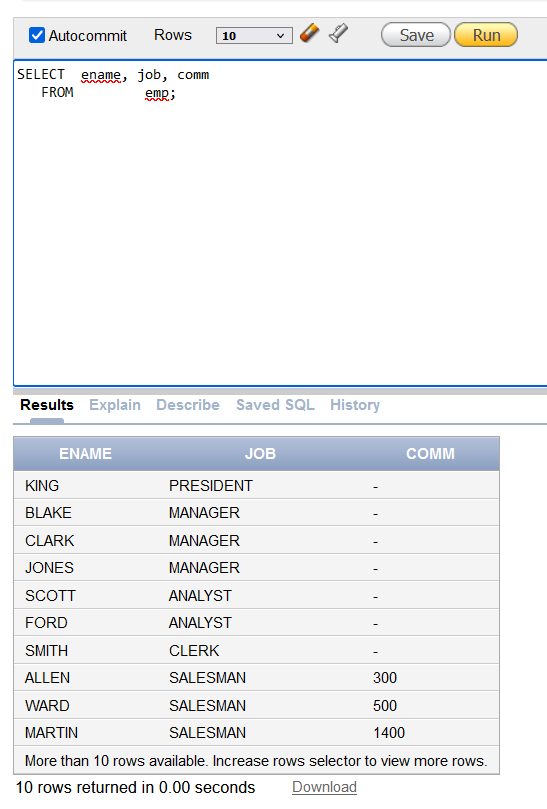 Autocommit Rows 10 Save Run
SELECT ename, job, comm
FROM emp;
Results Explain Describe Saved SQL History
ENAME JOB COMM
KING PRESIDENT -
BLAKE MANAGER -
CLARK MANAGER -
JONES MANAGER -
SCOTT ANALYST -
FORD ANALYST -
SMITH CLERK -
ALLEN SALESMAN 300
WARD SALESMAN 500
MARTIN SALESMAN 1400
More than 10 rows available. Increase rows selector to view more rows.
10 rows returned in 0.00 seconds Download